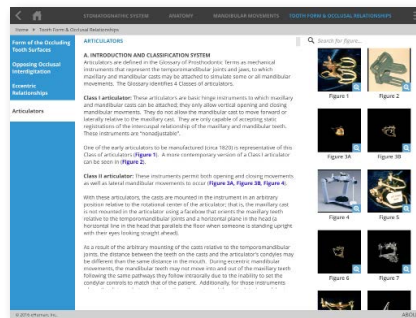 STOMATOGNATHIC SYSTEM
ANATOMY
MANDIBULAR MOVEMENTS
TOOTH FORM & OCCLUSAL RELATIONSHIPS
Home > Tooth Form & Occlusal Relationships
Form of the Occluding
Tooth Surfaces
Opposing Occlusal
Interdigitation
Eccentric
Relationships
Articulators
ARTICULATORS
A. INTRODUCTION AND CLASSIFICATION SYSTEM
Articulators are defined in the Glossary of Prosthodontic Terms as mechanical
instruments that represent the temporomandibular joints and jaws, to which
maxillary and mandibular casts may be attached to simulate some or all mandibular
movements. The Glossary identifies 4 Classes of articulators.
Class I articulator: These articulators are basic hinge instruments to which maxillary
and mandibular casts can be attached; they only allow vertical opening and closing
mandibular movements. They do not allow the mandibular cast to move forward or
laterally relative to the maxillary cast. They are only capable of accepting static
registrations of the intercuspal relationship of the maxillary and mandibular teeth.
These instruments are "nonadjustable".
One of the early articulators to be manufactured (circa 1820) is representative of this
Class of articulators (Figure 1). A more contemporary version of a Class I articulator
can be seen in (Figure 2).
Class II articulator: These instruments permit both opening and closing movements
as well lateral mandibular movements to occur (Figure 3A, Figure 3B, Figure 4).
With these articulators, the casts are mounted in the instrument in an arbitrary
position relative to the rotational center of the articulator; that is, the maxillary cast
is not mounted in the articulator using a facebow that orients the maxillary teeth
relative to the temporomandibular joints and a horizontal plane in the head (a
horizontal line in the head that parallels the floor when someone is standing upright
with their eyes looking straight ahead).
As a result of the arbitrary mounting of the casts relative to the temporomandibular
joints, the distance between the teeth on the casts and the articulator's condyles may
be different than the same distance in the mouth. During eccentric mandibular
movements, the mandibular teeth may not move into and out of the maxillary teeth
following the same pathways they follow intraorally due to the inability to set the
condylar controls to match that of the patient. Additionally, for those instruments
Search for figure...
Figure 1
Figure 2
Figure 3A
Figure 3B
Figure 4
Figure 5
Figure 6
Figure 7